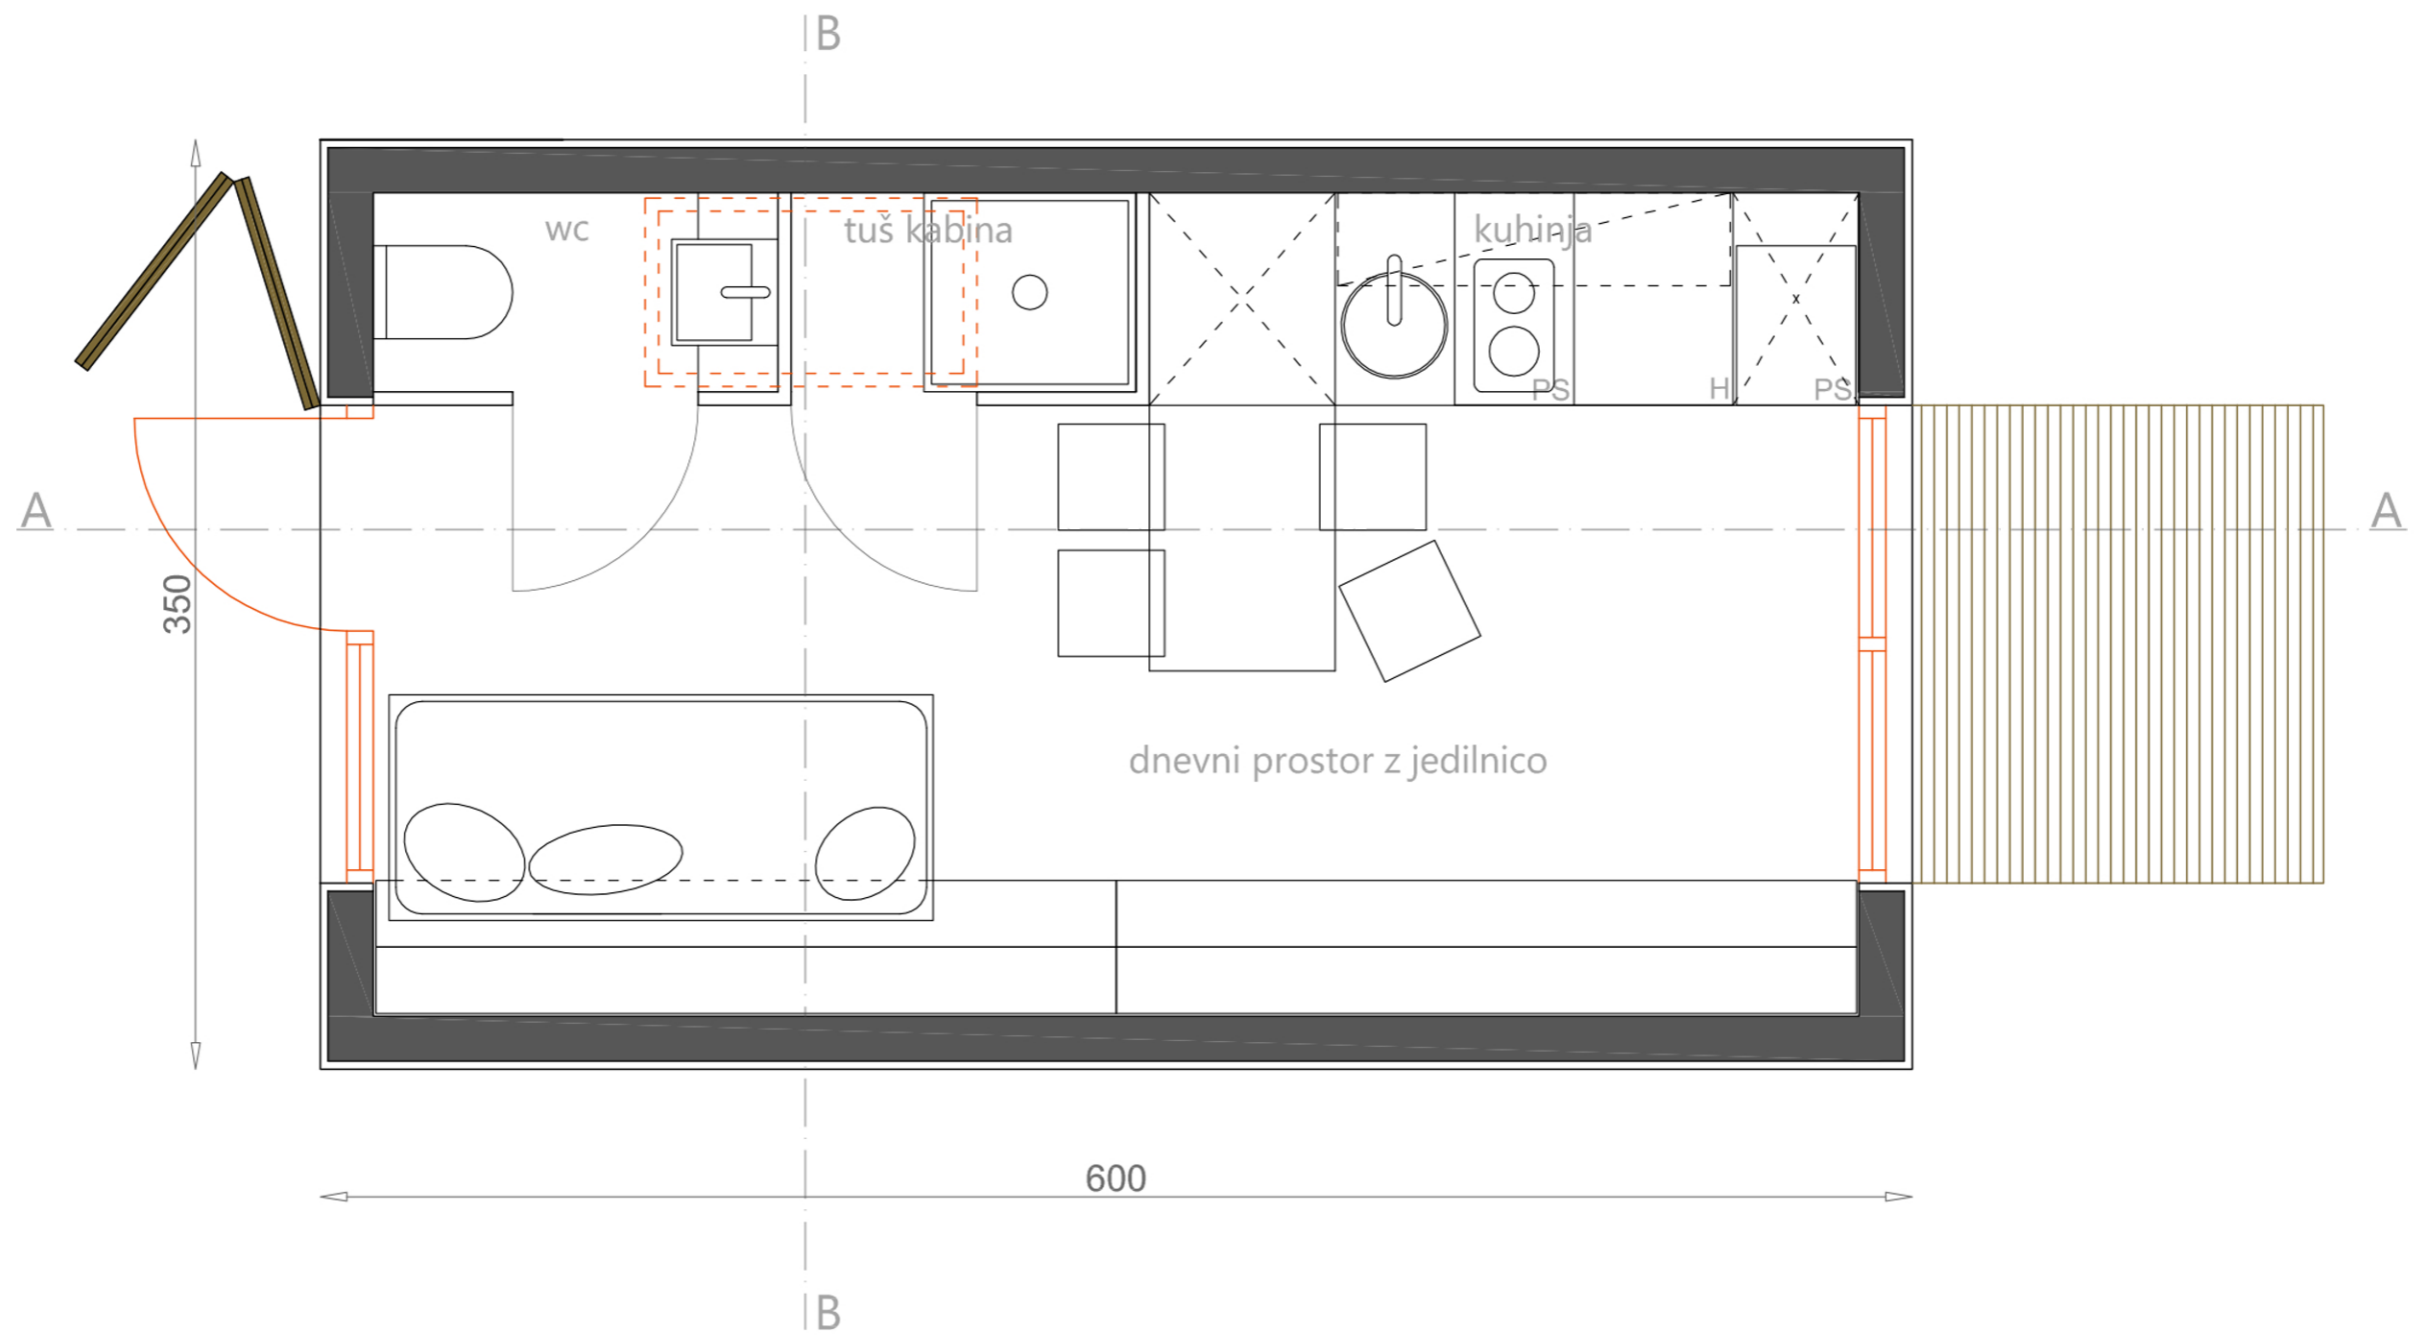 B
wc
tuš kabina
kuhinja
PS
H
PS
A
A
350
dnevni prostor z jedilnico
600
B